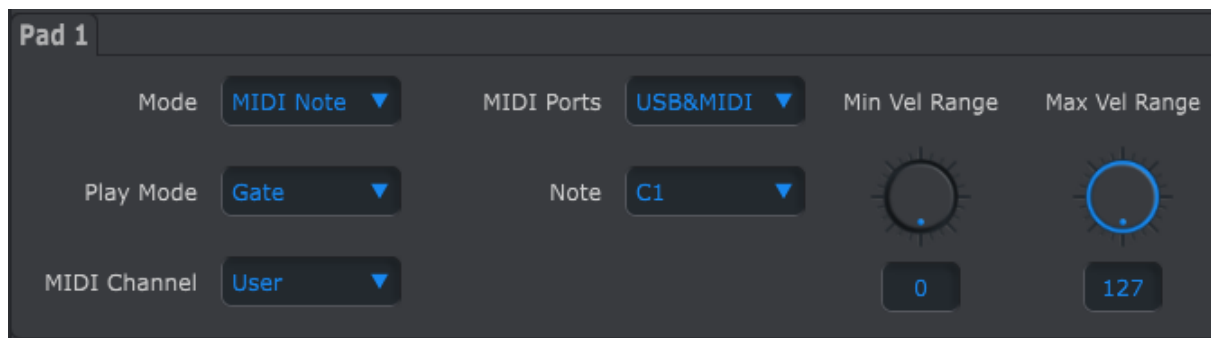 Pad 1
Mode MIDI Note MIDI Ports USB&MIDI Min Vel Range Max Vel Range
Play Mode Gate Note C1
MIDI Channel User 0 127